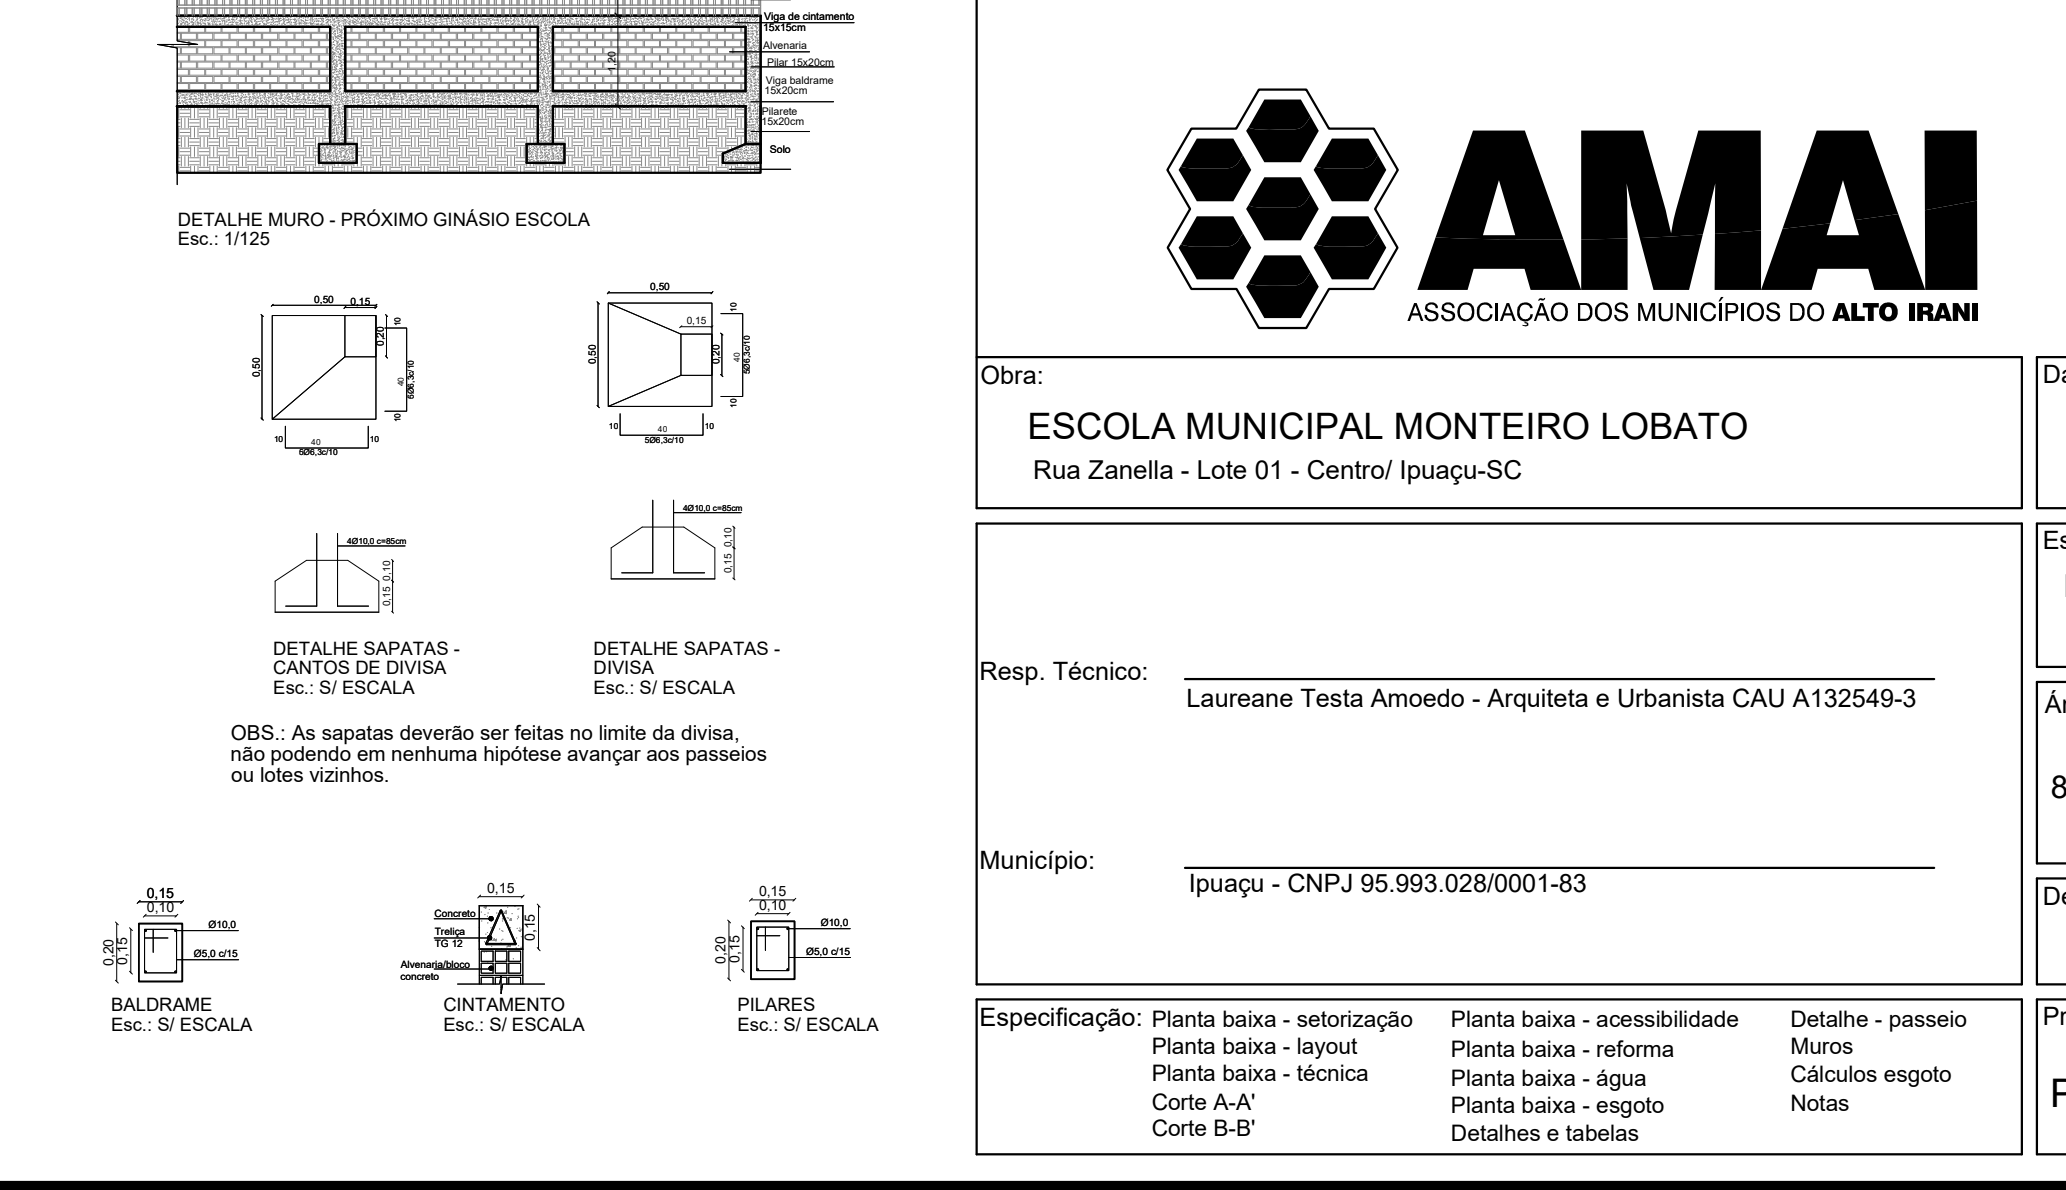 Viga de cintamento
15x15cm
Alvenaria
Pilar 15x20cm
Viga baldrame
15x20cm
Pilarete
15x20cm
Solo
1,20
DETALHE MURO - PRÓXIMO GINÁSIO ESCOLA
Esc.: 1/125
0,50 0,15
0,50
0,20
10
40
10
10
40
10
0,50
0,15
0,50
0,20
10
40
5Ø6,3c/10
10
10
40
10
5Ø6,3c/10
4Ø10,0 c=85cm
0,10
0,15
4Ø10,0 c=85cm
0,10
0,15
DETALHE SAPATAS -
CANTOS DE DIVISA
Esc.: S/ ESCALA
DETALHE SAPATAS -
DIVISA
Esc.: S/ ESCALA
OBS.: As sapatas deverão ser feitas no limite da divisa,
não podendo em nenhuma hipótese avançar aos passeios
ou lotes vizinhos.
0,15
0,10
0,20
0,15
Ø10,0
Ø5,0 c/15
BALDRAME
Esc.: S/ ESCALA
0,15
0,15
Concreto
Treliça
TG 12
Alvenaria/bloco
concreto
CINTAMENTO
Esc.: S/ ESCALA
0,15
0,10
0,20
0,15
Ø10,0
Ø5,0 c/15
PILARES
Esc.: S/ ESCALA
AMAI
ASSOCIAÇÃO DOS MUNICÍPIOS DO ALTO IRANI
Obra:
ESCOLA MUNICIPAL MONTEIRO LOBATO
Rua Zanella - Lote 01 - Centro/ Ipuaçu-SC
Resp. Técnico:
Laureane Testa Amoedo - Arquiteta e Urbanista CAU A132549-3
Município:
Ipuaçu - CNPJ 95.993.028/0001-83
Especificação:
Planta baixa - setorização
Planta baixa - layout
Planta baixa - técnica
Corte A-A'
Corte B-B'
Planta baixa - acessibilidade
Planta baixa - reforma
Planta baixa - água
Planta baixa - esgoto
Detalhes e tabelas
Detalhe - passeio
Muros
Cálculos esgoto
Notas